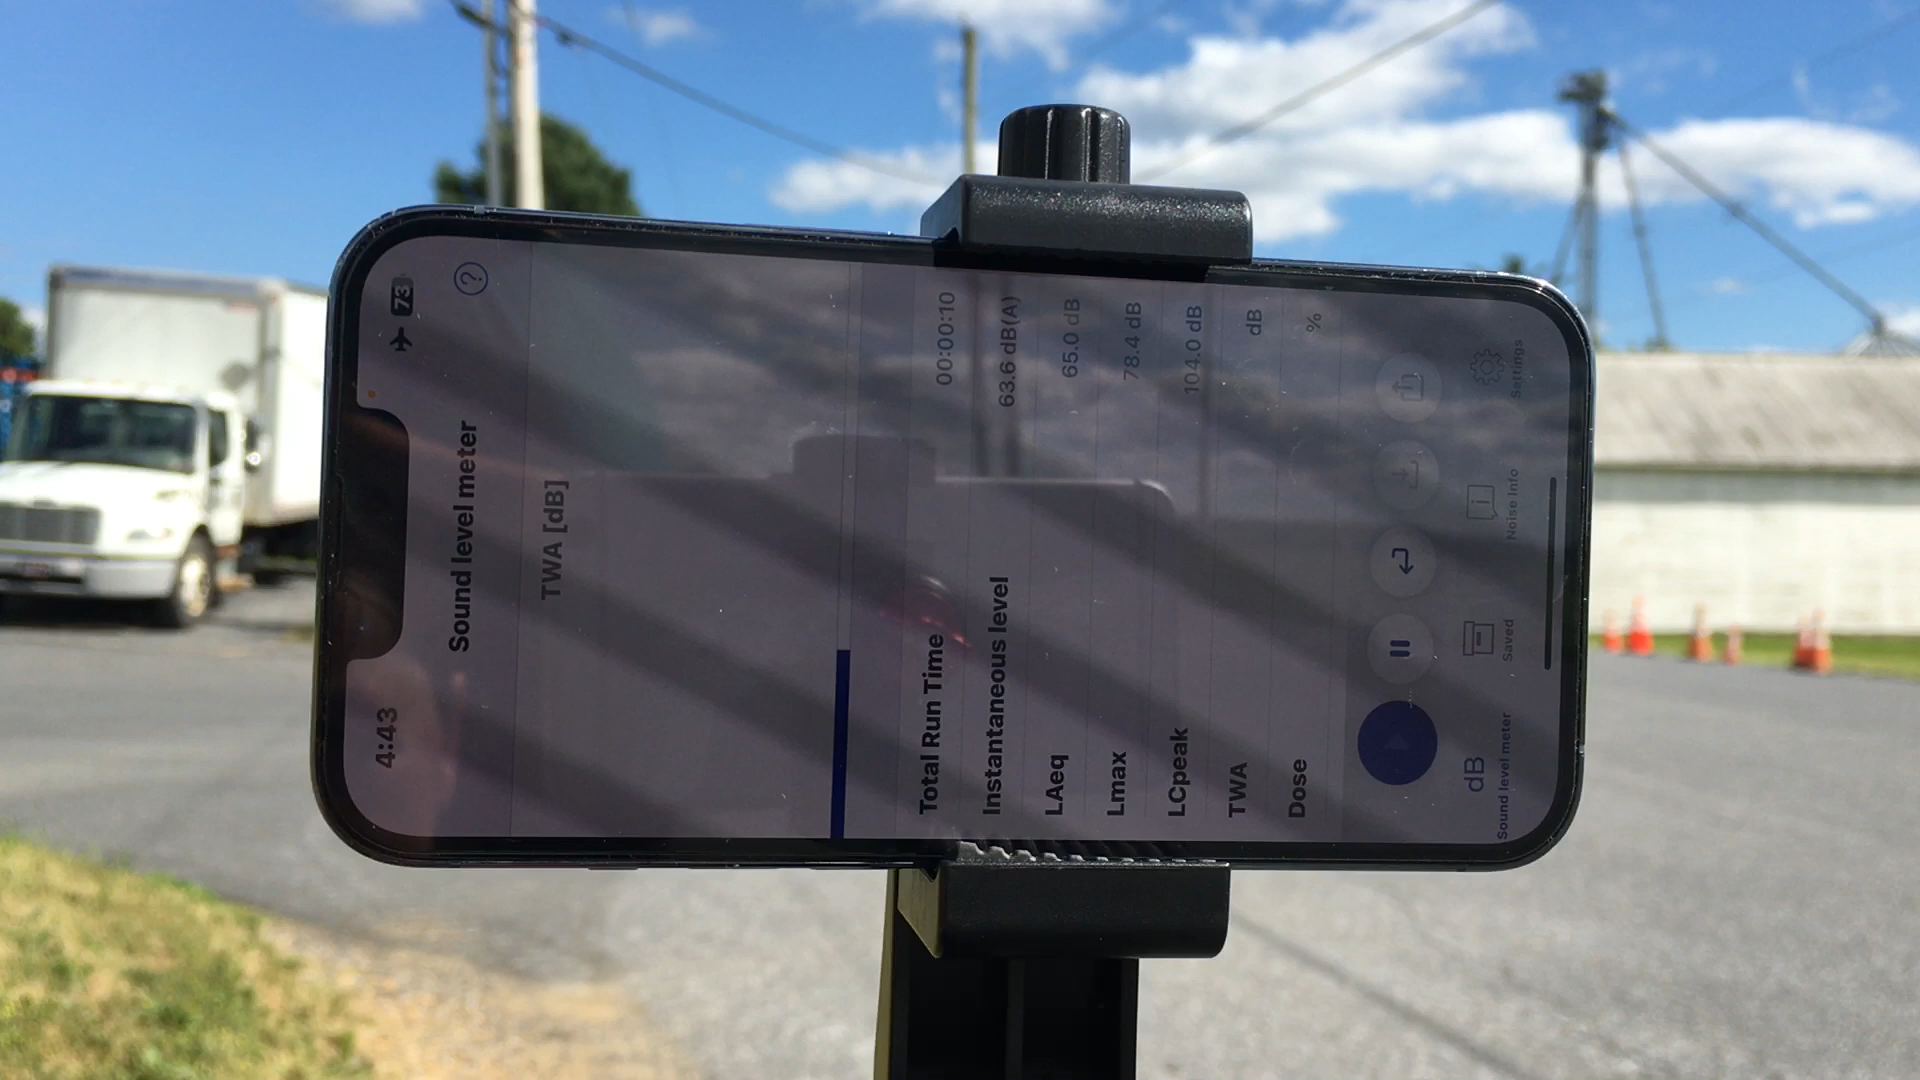 4:43
73
Sound level meter
?
TWA [dB]
Total Run Time 00:00:10
Instantaneous level 63.6 dB(A)
LAeq 65.0 dB
Lmax 78.4 dB
LCpeak 104.0 dB
TWA dB
Dose %
dB
Sound level meter
Saved
Noise Info
Settings